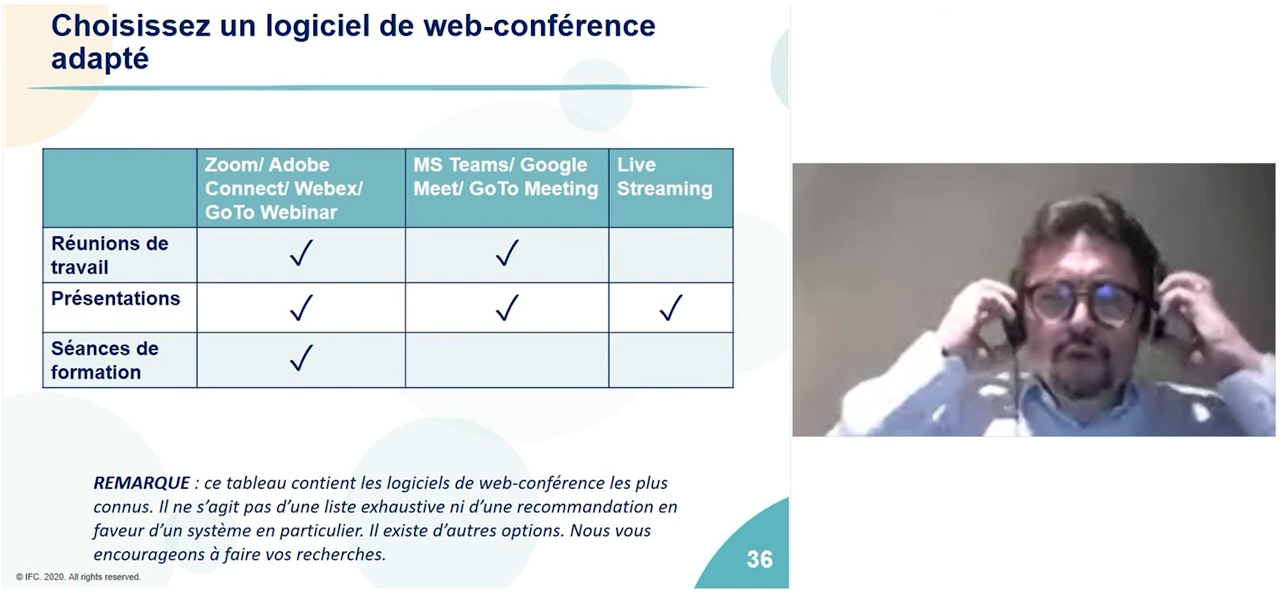 Choisissez un logiciel de web-conférence
adapté
Zoom/ Adobe
Connect/ Webex/
GoTo Webinar
MS Teams/ Google
Meet/ GoTo Meeting
Live
Streaming
Réunions de
travail
✓
✓
Présentations
✓
✓
✓
Séances de
formation
✓
REMARQUE : ce tableau contient les logiciels de web-conférence les plus
connus. Il ne s’agit pas d’une liste exhaustive ni d’une recommandation en
faveur d’un système en particulier. Il existe d’autres options. Nous vous
encourageons à faire vos recherches.
36
© IFC. 2020. All rights reserved.